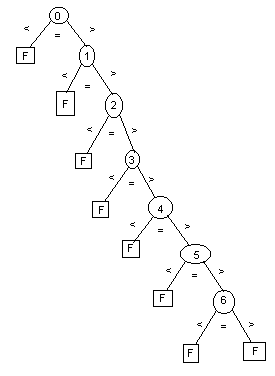 0
< = >
F
1
< = >
F
2
< = >
F
3
< = >
F
4
< = >
F
5
< = >
F
6
< = >
F
F